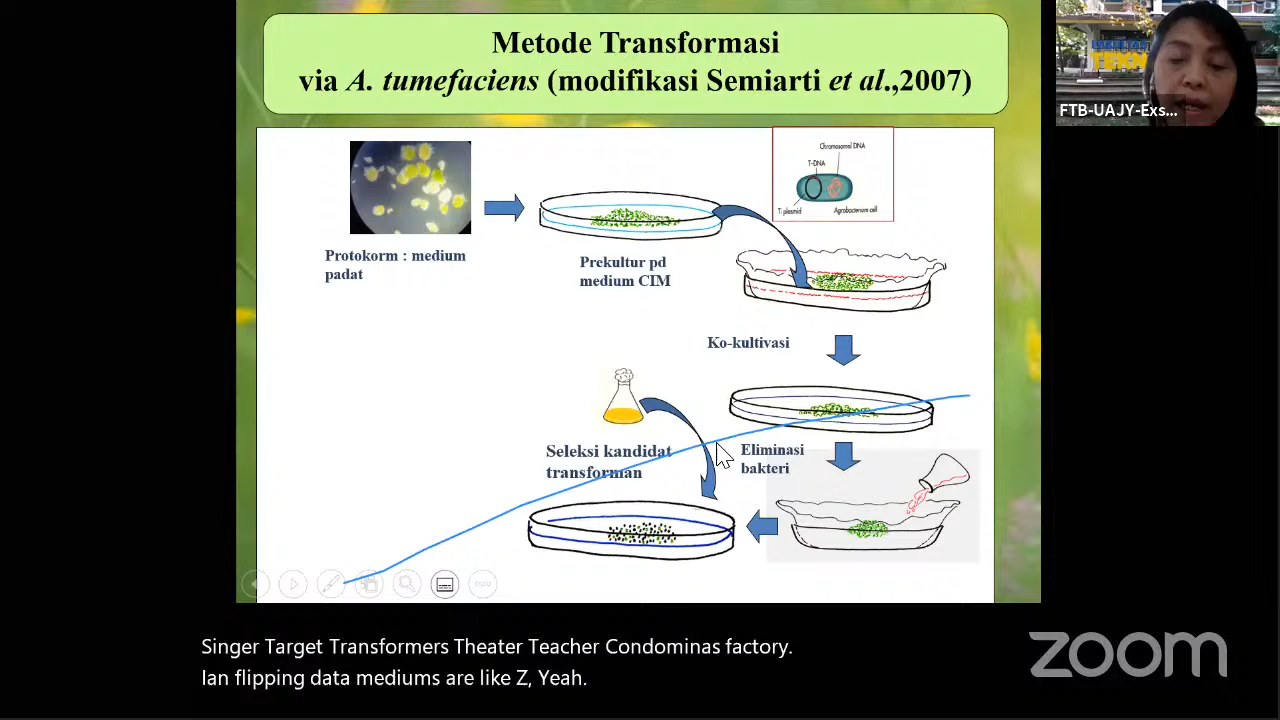 Metode Transformasi
via A. tumefaciens (modifikasi Semiarti et al.,2007)
FTB-UAJY-Exs...
Chromosomal DNA
T-DNA
Ti plasmid
Agrobacterium cell
Protokorm : medium
padat
Prekultur pd
medium CIM
Ko-kultivasi
Seleksi kandidat
transforman
Eliminasi
bakteri
Singer Target Transformers Theater Teacher Condominas factory.
Ian flipping data mediums are like Z, Yeah.
zoom